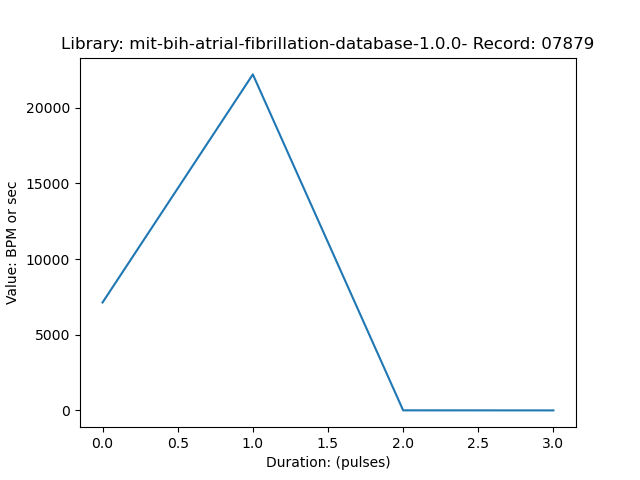 Library: mit-bih-atrial-fibrillation-database-1.0.0- Record: 07879
20000
15000
10000
5000
0
Value: BPM or sec
0.0 0.5 1.0 1.5 2.0 2.5 3.0
Duration: (pulses)